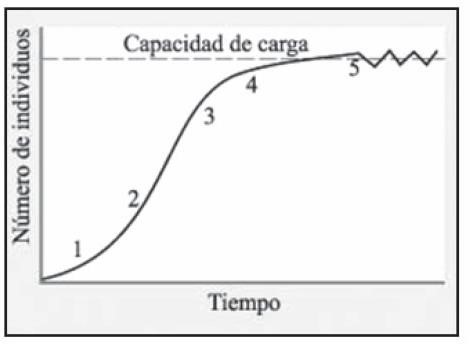 Capacidad de carga
Número de individuos
1
2
3
4
5
Tiempo